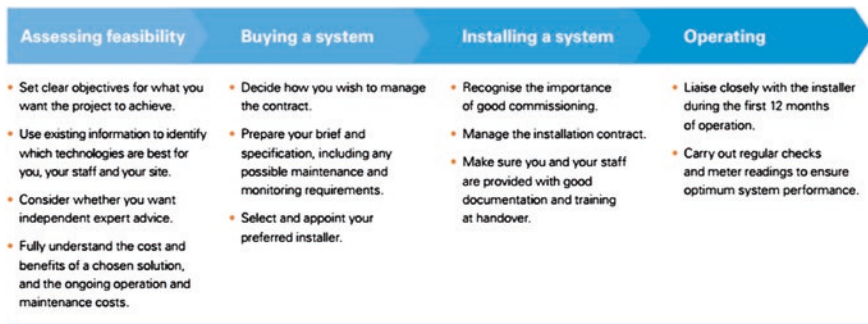 Assessing feasibility
• Set clear objectives for what you
want the project to achieve.
• Use existing information to identify
which technologies are best for
you, your staff and your site.
• Consider whether you want
independent expert advice.
• Fully understand the cost and
benefits of a chosen solution,
and the ongoing operation and
maintenance costs.
Buying a system
• Decide how you wish to manage
the contract.
• Prepare your brief and
specification, including any
possible maintenance and
monitoring requirements.
• Select and appoint your
preferred installer.
Installing a system
• Recognise the importance
of good commissioning.
• Manage the installation contract.
• Make sure you and your staff
are provided with good
documentation and training
at handover.
Operating
• Liaise closely with the installer
during the first 12 months
of operation.
• Carry out regular checks
and meter readings to ensure
optimum system performance.